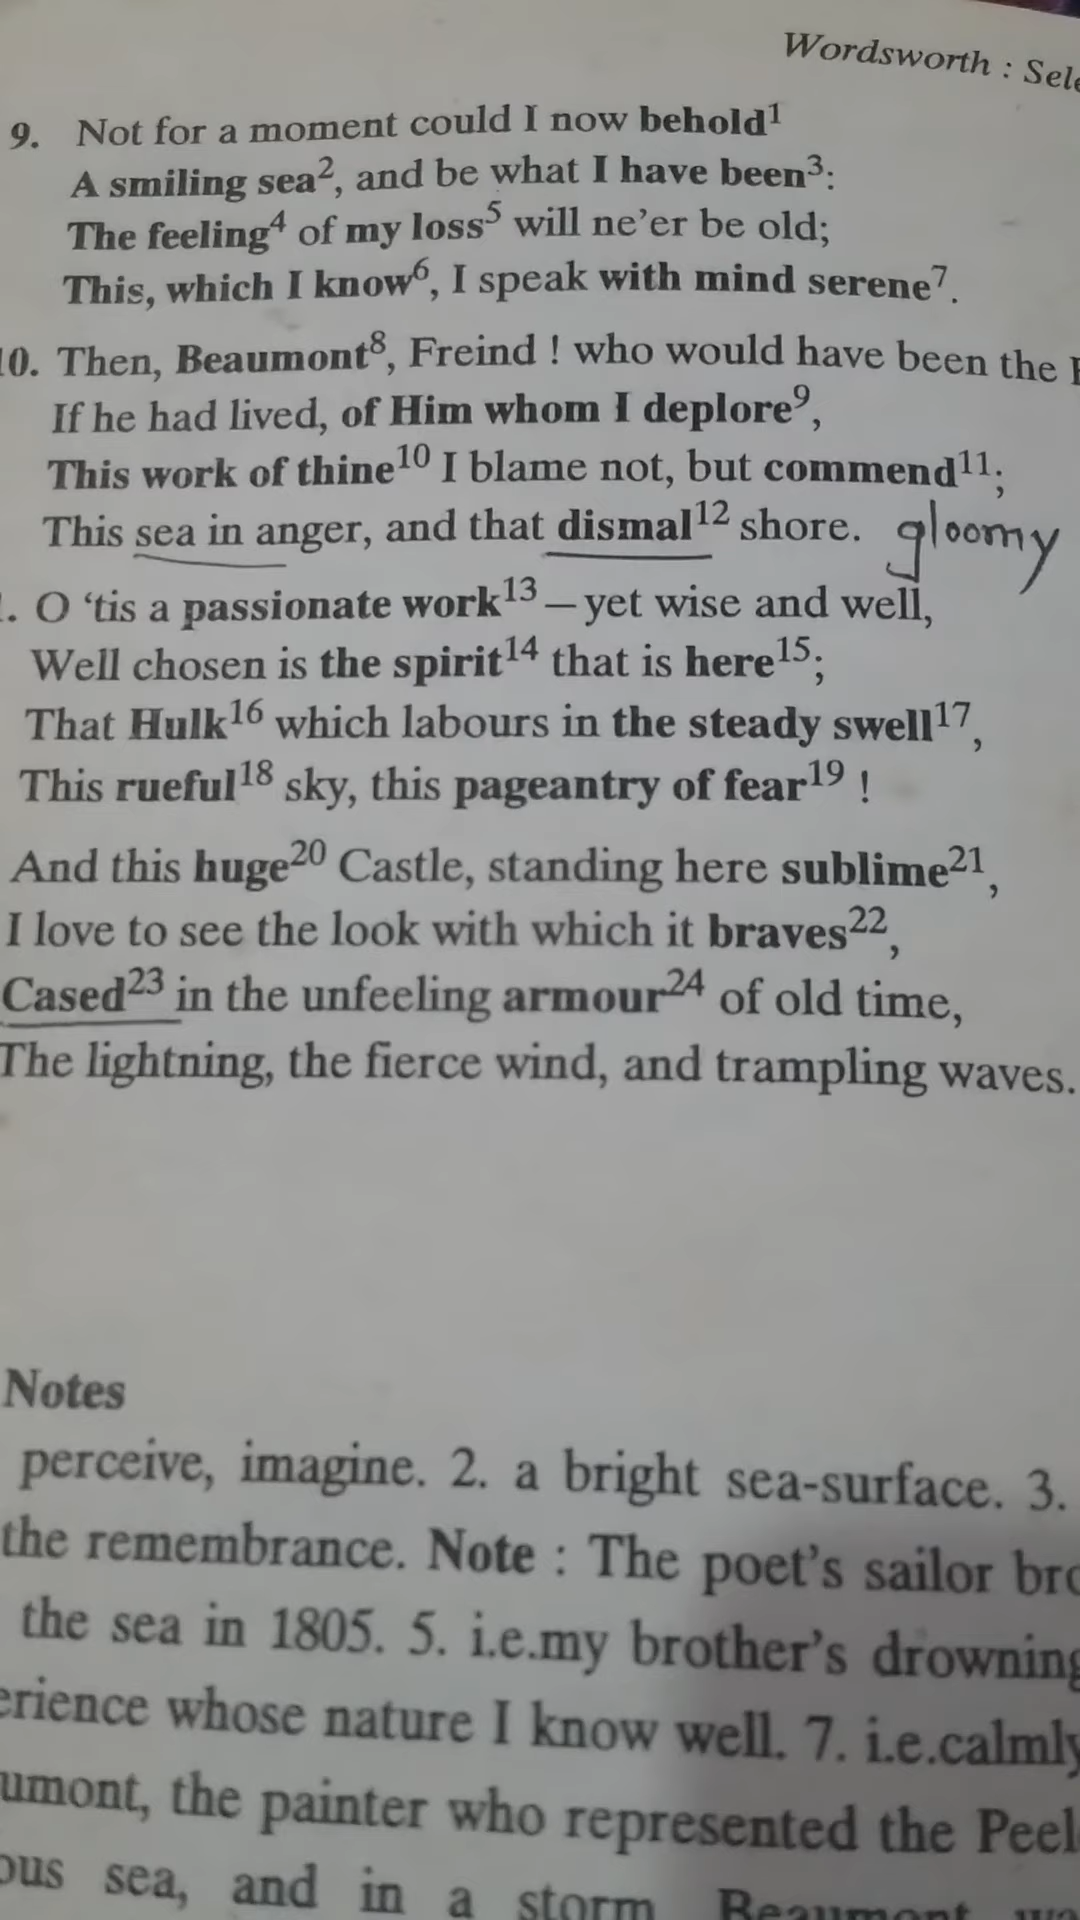 Wordsworth :
9. Not for a moment could I now behold¹
A smiling sea², and be what I have been³:
The feeling⁴ of my loss⁵ will ne’er be old;
This, which I know⁶, I speak with mind serene⁷.
10. Then, Beaumont⁸, Freind ! who would have been the
If he had lived, of Him whom I deplore⁹,
This work of thine¹⁰ I blame not, but commend¹¹;
This sea in anger, and that dismal¹² shore. gloomy
. O ‘tis a passionate work¹³ – yet wise and well,
Well chosen is the spirit¹⁴ that is here¹⁵;
That Hulk¹⁶ which labours in the steady swell¹⁷,
This rueful¹⁸ sky, this pageantry of fear¹⁹ !
And this huge²⁰ Castle, standing here sublime²¹,
I love to see the look with which it braves²²,
Cased²³ in the unfeeling armour²⁴ of old time,
The lightning, the fierce wind, and trampling waves.
Notes
perceive, imagine. 2. a bright sea-surface. 3.
the remembrance. Note : The poet’s sailor
the sea in 1805. 5. i.e.my brother’s drowning
whose nature I know well. 7. i.e.calmly
the painter who represented the Peel
sea, and in a storm Beaumont